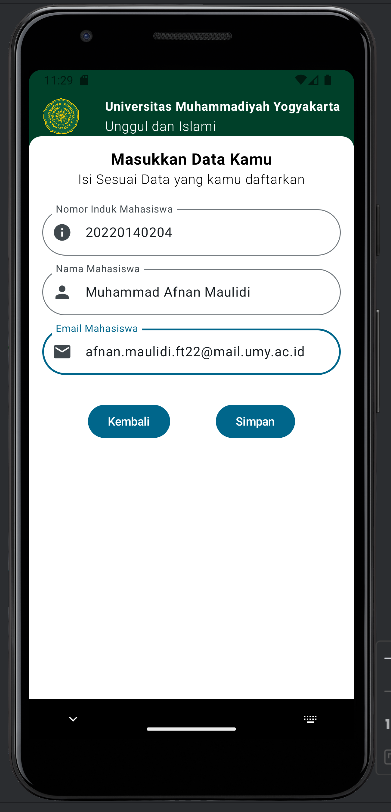 11:29
Universitas Muhammadiyah Yogyakarta
Unggul dan Islami
Masukkan Data Kamu
Isi Sesuai Data yang kamu daftarkan
Nomor Induk Mahasiswa
20220140204
Nama Mahasiswa
Muhammad Afnan Maulidi
Email Mahasiswa
afnan.maulidi.ft22@mail.umy.ac.id
Kembali Simpan
1